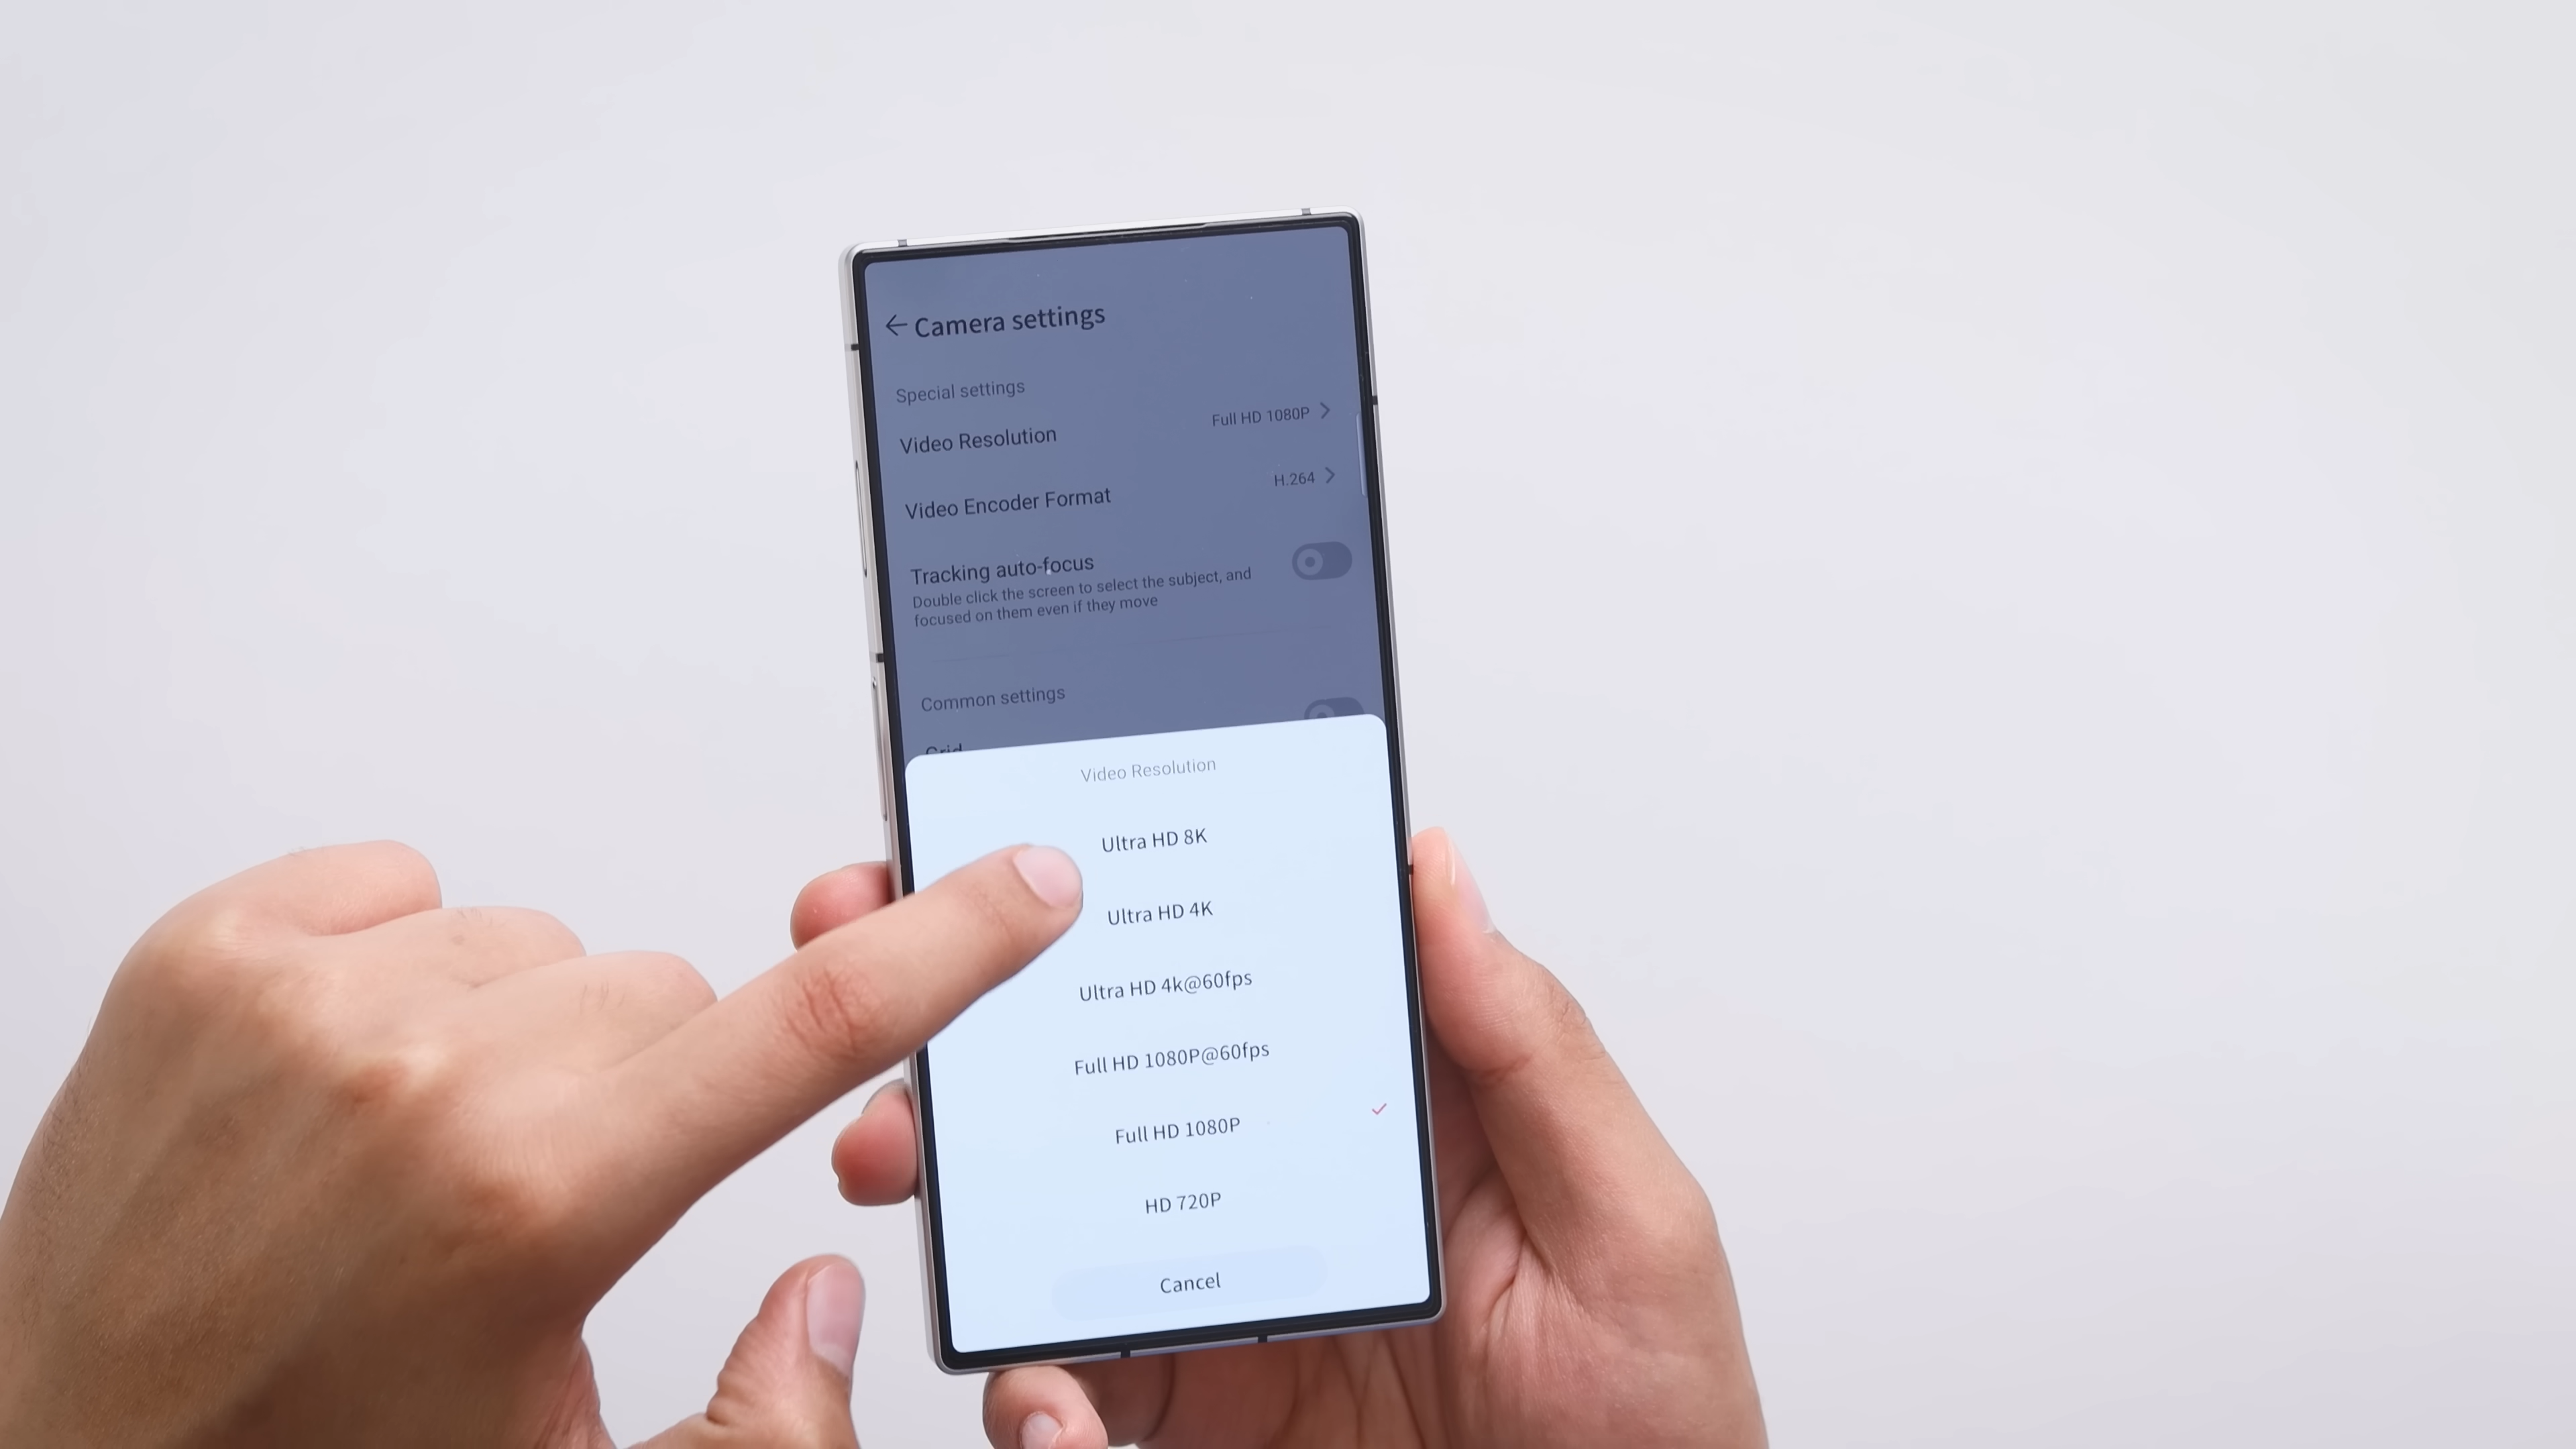 Camera settings
Special settings
Video Resolution
Full HD 1080P
Video Encoder Format
H.264
Tracking auto-focus
Double click the screen to select the subject, and
focused on them even if they move
Common settings
Grid
Video Resolution
Ultra HD 8K
Ultra HD 4K
Ultra HD 4k@60fps
Full HD 1080P@60fps
Full HD 1080P
HD 720P
Cancel